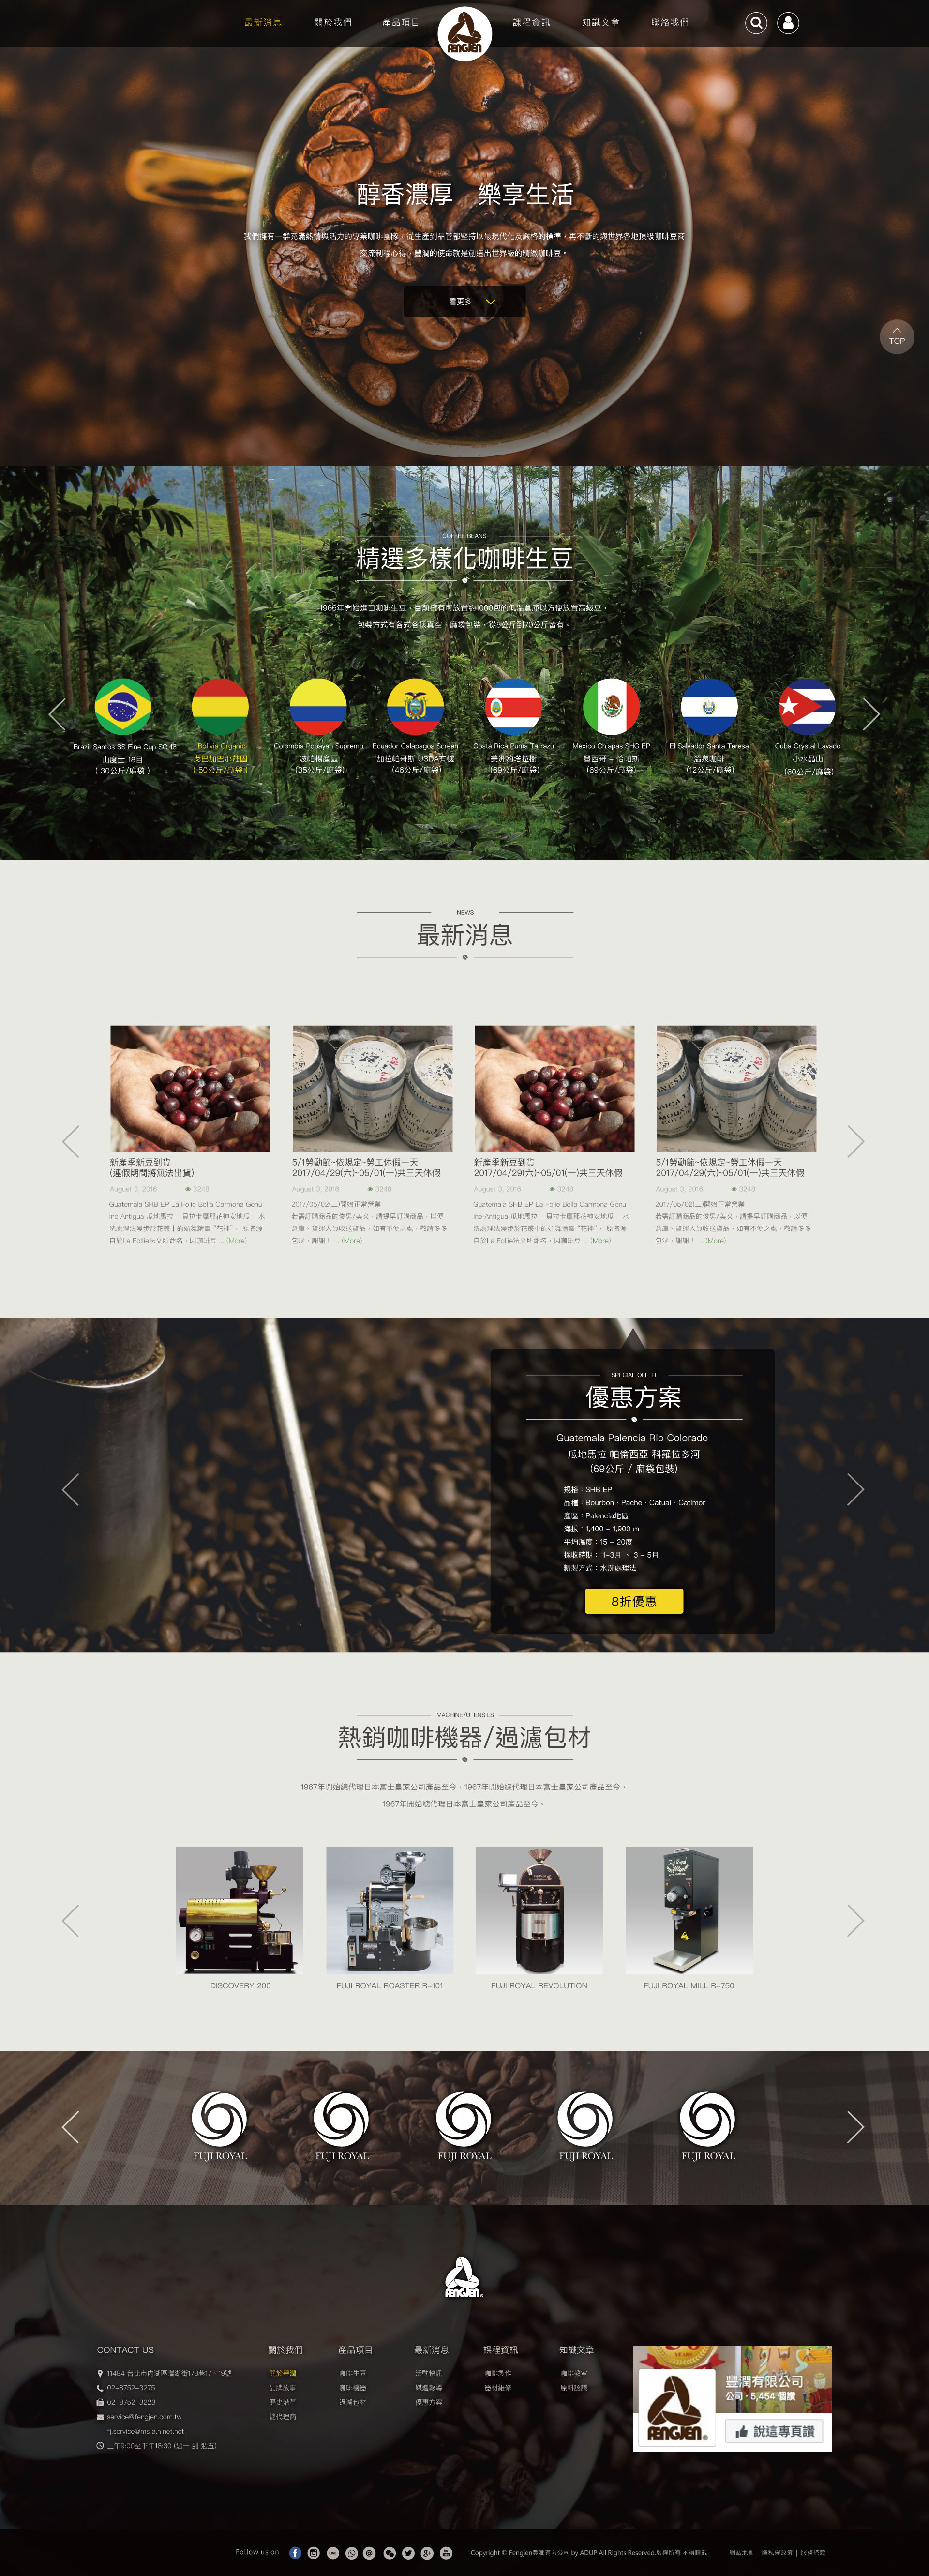 最新消息
關於我們
產品項目
FENGJEN
課程資訊
知識文章
聯絡我們
醇香濃厚 樂享生活
我們擁有一群充滿熱情與活力的專業咖啡團隊，從生產到品管都堅持以最現代化及嚴格的標準，再不斷的與世界各地頂級咖啡豆商
交流制程心得，豐潤的使命就是創造出世界級的精緻咖啡豆。
看更多
TOP
COFFEE BEANS
精選多樣化咖啡生豆
1966年開始進口咖啡生豆，目前擁有可放置約1000包的低溫倉庫以方便放置高級豆，
包裝方式有各式各樣真空、麻袋包裝，從5公斤到70公斤皆有。
Brazil Santos SS Fine Cup SC 18
山度士 18目
( 30公斤/麻袋 )
Bolivia Organic
戈巴加巴那莊園
( 50公斤/麻袋 )
Colombia Popayan Supremo
波帕楊產區
(35公斤/麻袋)
Ecuador Galapagos Screen
加拉帕哥斯 USDA有機
(46公斤/麻袋)
Costa Rica Puma Tarrazu
美洲豹塔拉樹
(69公斤/麻袋)
Mexico Chiapas SHG EP
墨西哥 - 恰帕斯
(69公斤/麻袋)
El Salvador Santa Teresa
溫泉咖啡
(12公斤/麻袋)
Cuba Crystal Lavado
小水晶山
(60公斤/麻袋)
NEWS
最新消息
新產季新豆到貨
(連假期間將無法出貨)
August 3, 2016 3248
Guatemala SHB EP La Folie Bella Carmona Genu-
ine Antigua 瓜地馬拉 - 貝拉卡摩那花神安地瓜 - 水
洗處理法漫步於花叢中的嬌舞精靈 “花神”， 原名源
自於La Follie法文所命名，因咖啡豆 ... (More)
5/1勞動節-依規定-勞工休假一天
2017/04/29(六)-05/01(一)共三天休假
August 3, 2016 3248
2017/05/02(二)開始正常營業
若需訂購商品的俊男/美女，請提早訂購商品，以便
倉庫、貨運人員收送貨品，如有不便之處，敬請多多
包涵，謝謝！ ... (More)
新產季新豆到貨
2017/04/29(六)-05/01(一)共三天休假
August 3, 2016 3248
Guatemala SHB EP La Folie Bella Carmona Genu-
ine Antigua 瓜地馬拉 - 貝拉卡摩那花神安地瓜 - 水
洗處理法漫步於花叢中的嬌舞精靈 “花神”， 原名源
自於La Follie法文所命名，因咖啡豆 ... (More)
5/1勞動節-依規定-勞工休假一天
2017/04/29(六)-05/01(一)共三天休假
August 3, 2016 3248
2017/05/02(二)開始正常營業
若需訂購商品的俊男/美女，請提早訂購商品，以便
倉庫、貨運人員收送貨品，如有不便之處，敬請多多
包涵，謝謝！ ... (More)
SPECIAL OFFER
優惠方案
Guatemala Palencia Rio Colorado
瓜地馬拉 帕倫西亞 科羅拉多河
(69公斤 / 麻袋包裝)
規格：SHB EP
品種：Bourbon、Pache、Catuai、Catimor
產區：Palencia地區
海拔：1,400 - 1,900 m
平均溫度：15 - 20度
採收時期： 1-3月 、 3 - 5月
精製方式：水洗處理法
8折優惠
MACHINE/UTENSILS
熱銷咖啡機器/過濾包材
1967年開始總代理日本富士皇家公司產品至今，1967年開始總代理日本富士皇家公司產品至今，
1967年開始總代理日本富士皇家公司產品至今。
DISCOVERY 200
FUJI ROYAL ROASTER R-101
FUJI ROYAL REVOLUTION
FUJI ROYAL MILL R-750
FUJI ROYAL
FUJI ROYAL
FUJI ROYAL
FUJI ROYAL
FUJI ROYAL
FENGJEN®
CONTACT US
11494 台北市內湖區瑞湖街178巷17、19號
02-8752-3275
02-8752-3223
service@fengjen.com.tw
fj.service@ms a.hinet.net
上午9:00至下午18:30 (週一 到 週五)
關於我們
關於豐潤
品牌故事
歷史沿革
總代理商
產品項目
咖啡生豆
咖啡機器
過濾包材
最新消息
活動快訊
媒體報導
優惠方案
課程資訊
咖啡製作
器材維修
知識文章
咖啡教室
原料認識
FENGJEN®
豐潤有限公司
公司・5,454 個讚
說這專頁讚
Follow us on
Copyright © Fengjen豐潤有限公司 by ADUP All Rights Reserved.版權所有 不得轉載
網站地圖 | 隱私權政策 | 服務條款